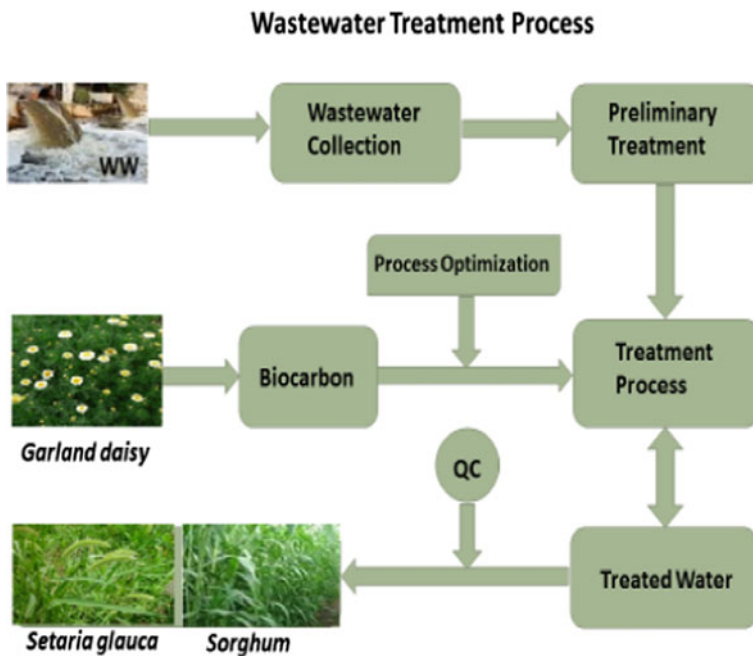 Wastewater Treatment Process
WW
Wastewater
Collection
Preliminary
Treatment
Process Optimization
Garland daisy
Biocarbon
Treatment
Process
QC
Setaria glauca
Sorghum
Treated Water